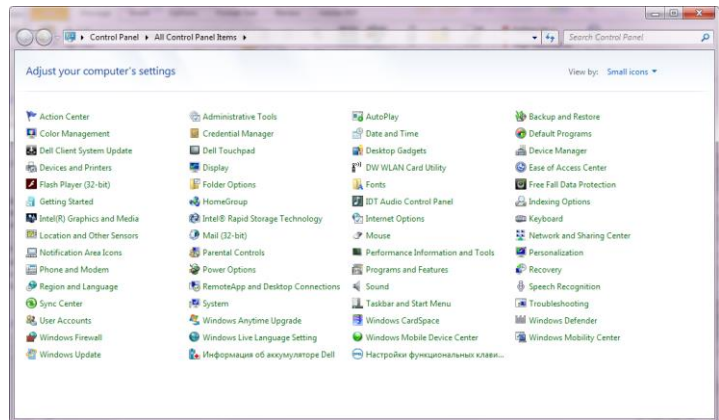 Control Panel ▸ All Control Panel Items ▸
Search Control Panel
Adjust your computer's settings
View by: Small icons
Action Center
Administrative Tools
AutoPlay
Backup and Restore
Color Management
Credential Manager
Date and Time
Default Programs
Dell Client System Update
Dell Touchpad
Desktop Gadgets
Device Manager
Devices and Printers
Display
DW WLAN Card Utility
Ease of Access Center
Flash Player (32-bit)
Folder Options
Fonts
Free Fall Data Protection
Getting Started
HomeGroup
IDT Audio Control Panel
Indexing Options
Intel(R) Graphics and Media
Intel® Rapid Storage Technology
Internet Options
Keyboard
Location and Other Sensors
Mail (32-bit)
Mouse
Network and Sharing Center
Notification Area Icons
Parental Controls
Performance Information and Tools
Personalization
Phone and Modem
Power Options
Programs and Features
Recovery
Region and Language
RemoteApp and Desktop Connections
Sound
Speech Recognition
Sync Center
System
Taskbar and Start Menu
Troubleshooting
User Accounts
Windows Anytime Upgrade
Windows CardSpace
Windows Defender
Windows Firewall
Windows Live Language Setting
Windows Mobile Device Center
Windows Mobility Center
Windows Update
Информация об аккумуляторе Dell
Настройки функциональных клави...